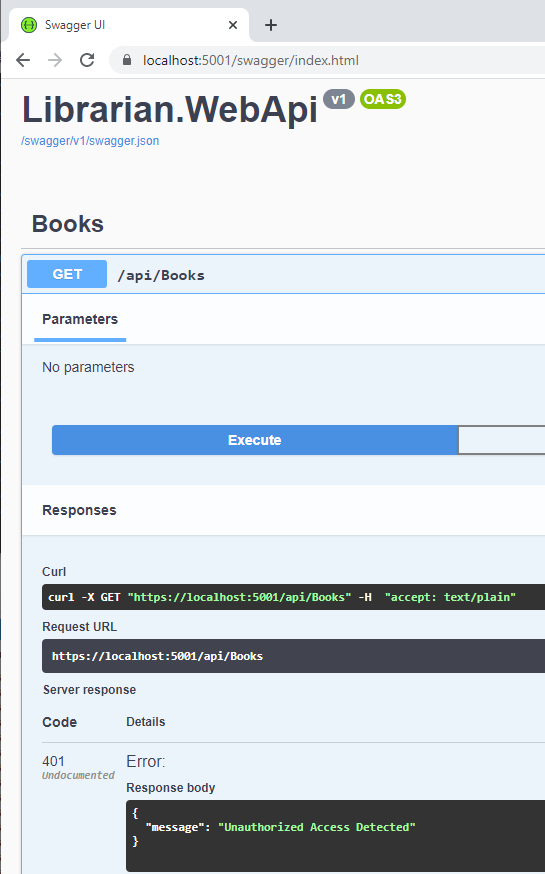 Swagger UI
localhost:5001/swagger/index.html
Librarian.WebApi v1 OAS3
/swagger/v1/swagger.json
Books
GET /api/Books
Parameters
No parameters
Execute
Responses
Curl
curl -X GET "https://localhost:5001/api/Books" -H  "accept: text/plain"
Request URL
https://localhost:5001/api/Books
Server response
Code Details
401 Error:
Undocumented
Response body
{
  "message": "Unauthorized Access Detected"
}